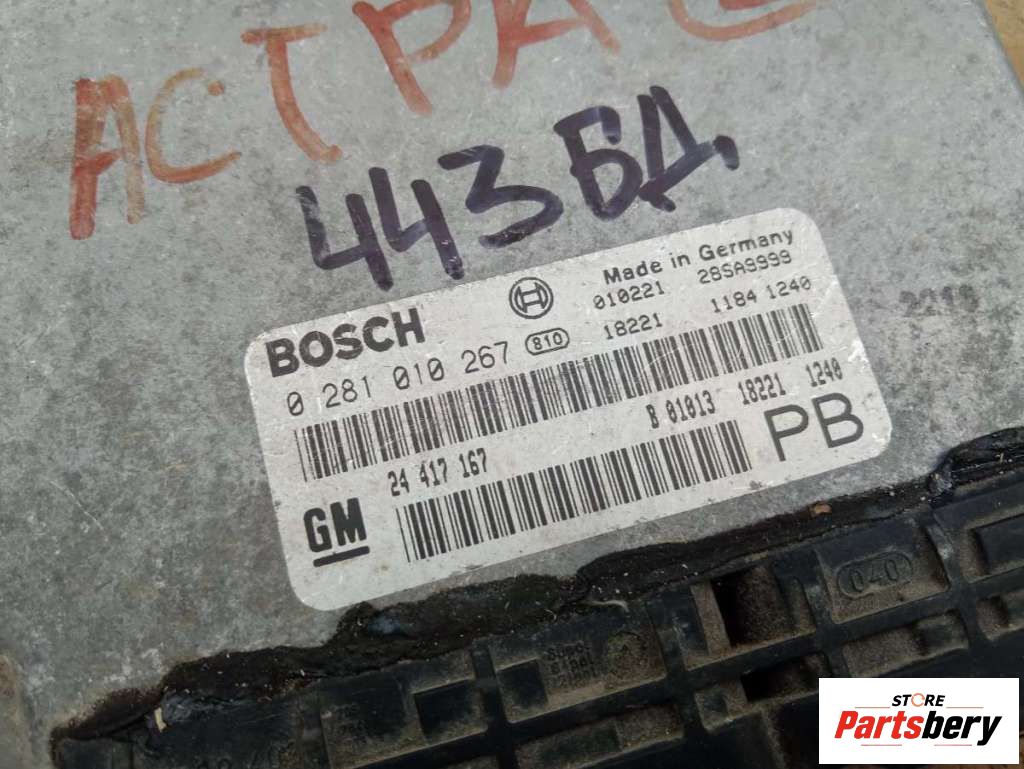 АСТРА
443БД
BOSCH
Made in Germany
010221 28SA9999
0 281 010 267 810 18221 1184 1240
24 417 167 B 01013 18221 1240
GM
PB
040
STORE
Partsbery